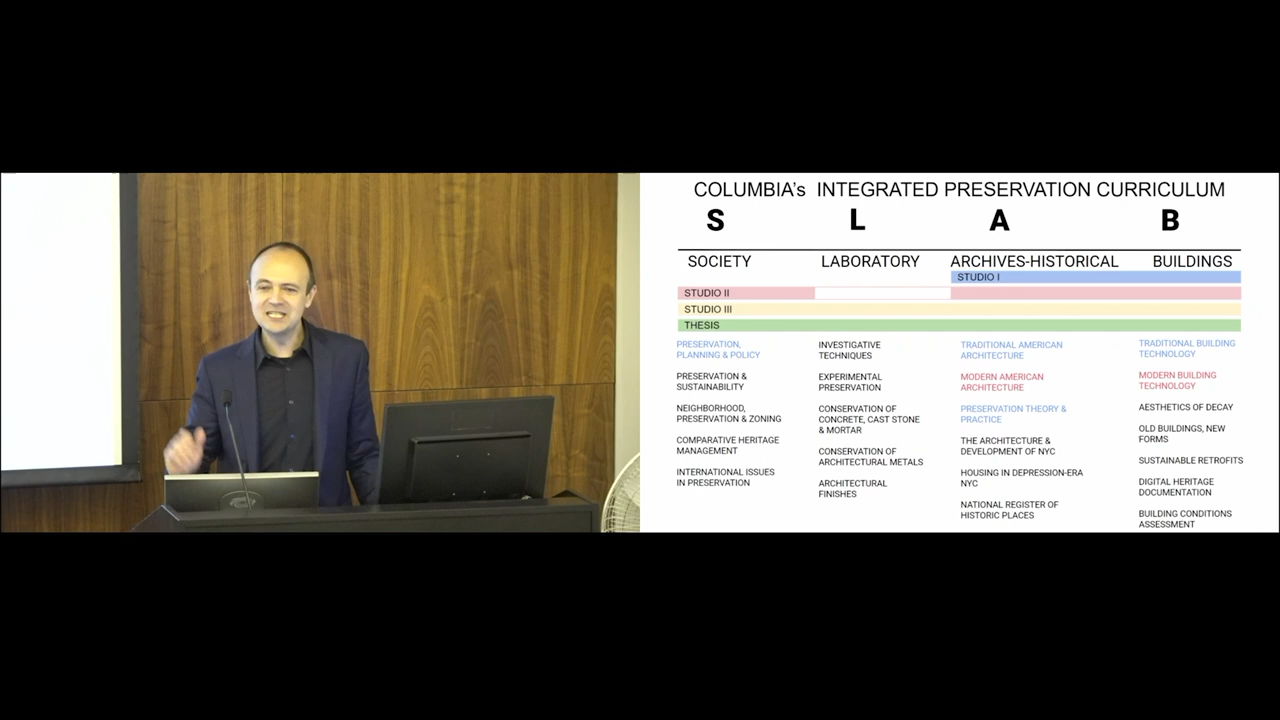 COLUMBIA's INTEGRATED PRESERVATION CURRICULUM
S L A B
SOCIETY LABORATORY ARCHIVES-HISTORICAL BUILDINGS
STUDIO I
STUDIO II
STUDIO III
THESIS
PRESERVATION,
PLANNING & POLICY
PRESERVATION &
SUSTAINABILITY
NEIGHBORHOOD,
PRESERVATION & ZONING
COMPARATIVE HERITAGE
MANAGEMENT
INTERNATIONAL ISSUES
IN PRESERVATION
INVESTIGATIVE
TECHNIQUES
EXPERIMENTAL
PRESERVATION
CONSERVATION OF
CONCRETE, CAST STONE
& MORTAR
CONSERVATION OF
ARCHITECTURAL METALS
ARCHITECTURAL
FINISHES
TRADITIONAL AMERICAN
ARCHITECTURE
MODERN AMERICAN
ARCHITECTURE
PRESERVATION THEORY &
PRACTICE
THE ARCHITECTURE &
DEVELOPMENT OF NYC
HOUSING IN DEPRESSION-ERA
NYC
NATIONAL REGISTER OF
HISTORIC PLACES
TRADITIONAL BUILDING
TECHNOLOGY
MODERN BUILDING
TECHNOLOGY
AESTHETICS OF DECAY
OLD BUILDINGS, NEW
FORMS
SUSTAINABLE RETROFITS
DIGITAL HERITAGE
DOCUMENTATION
BUILDING CONDITIONS
ASSESSMENT